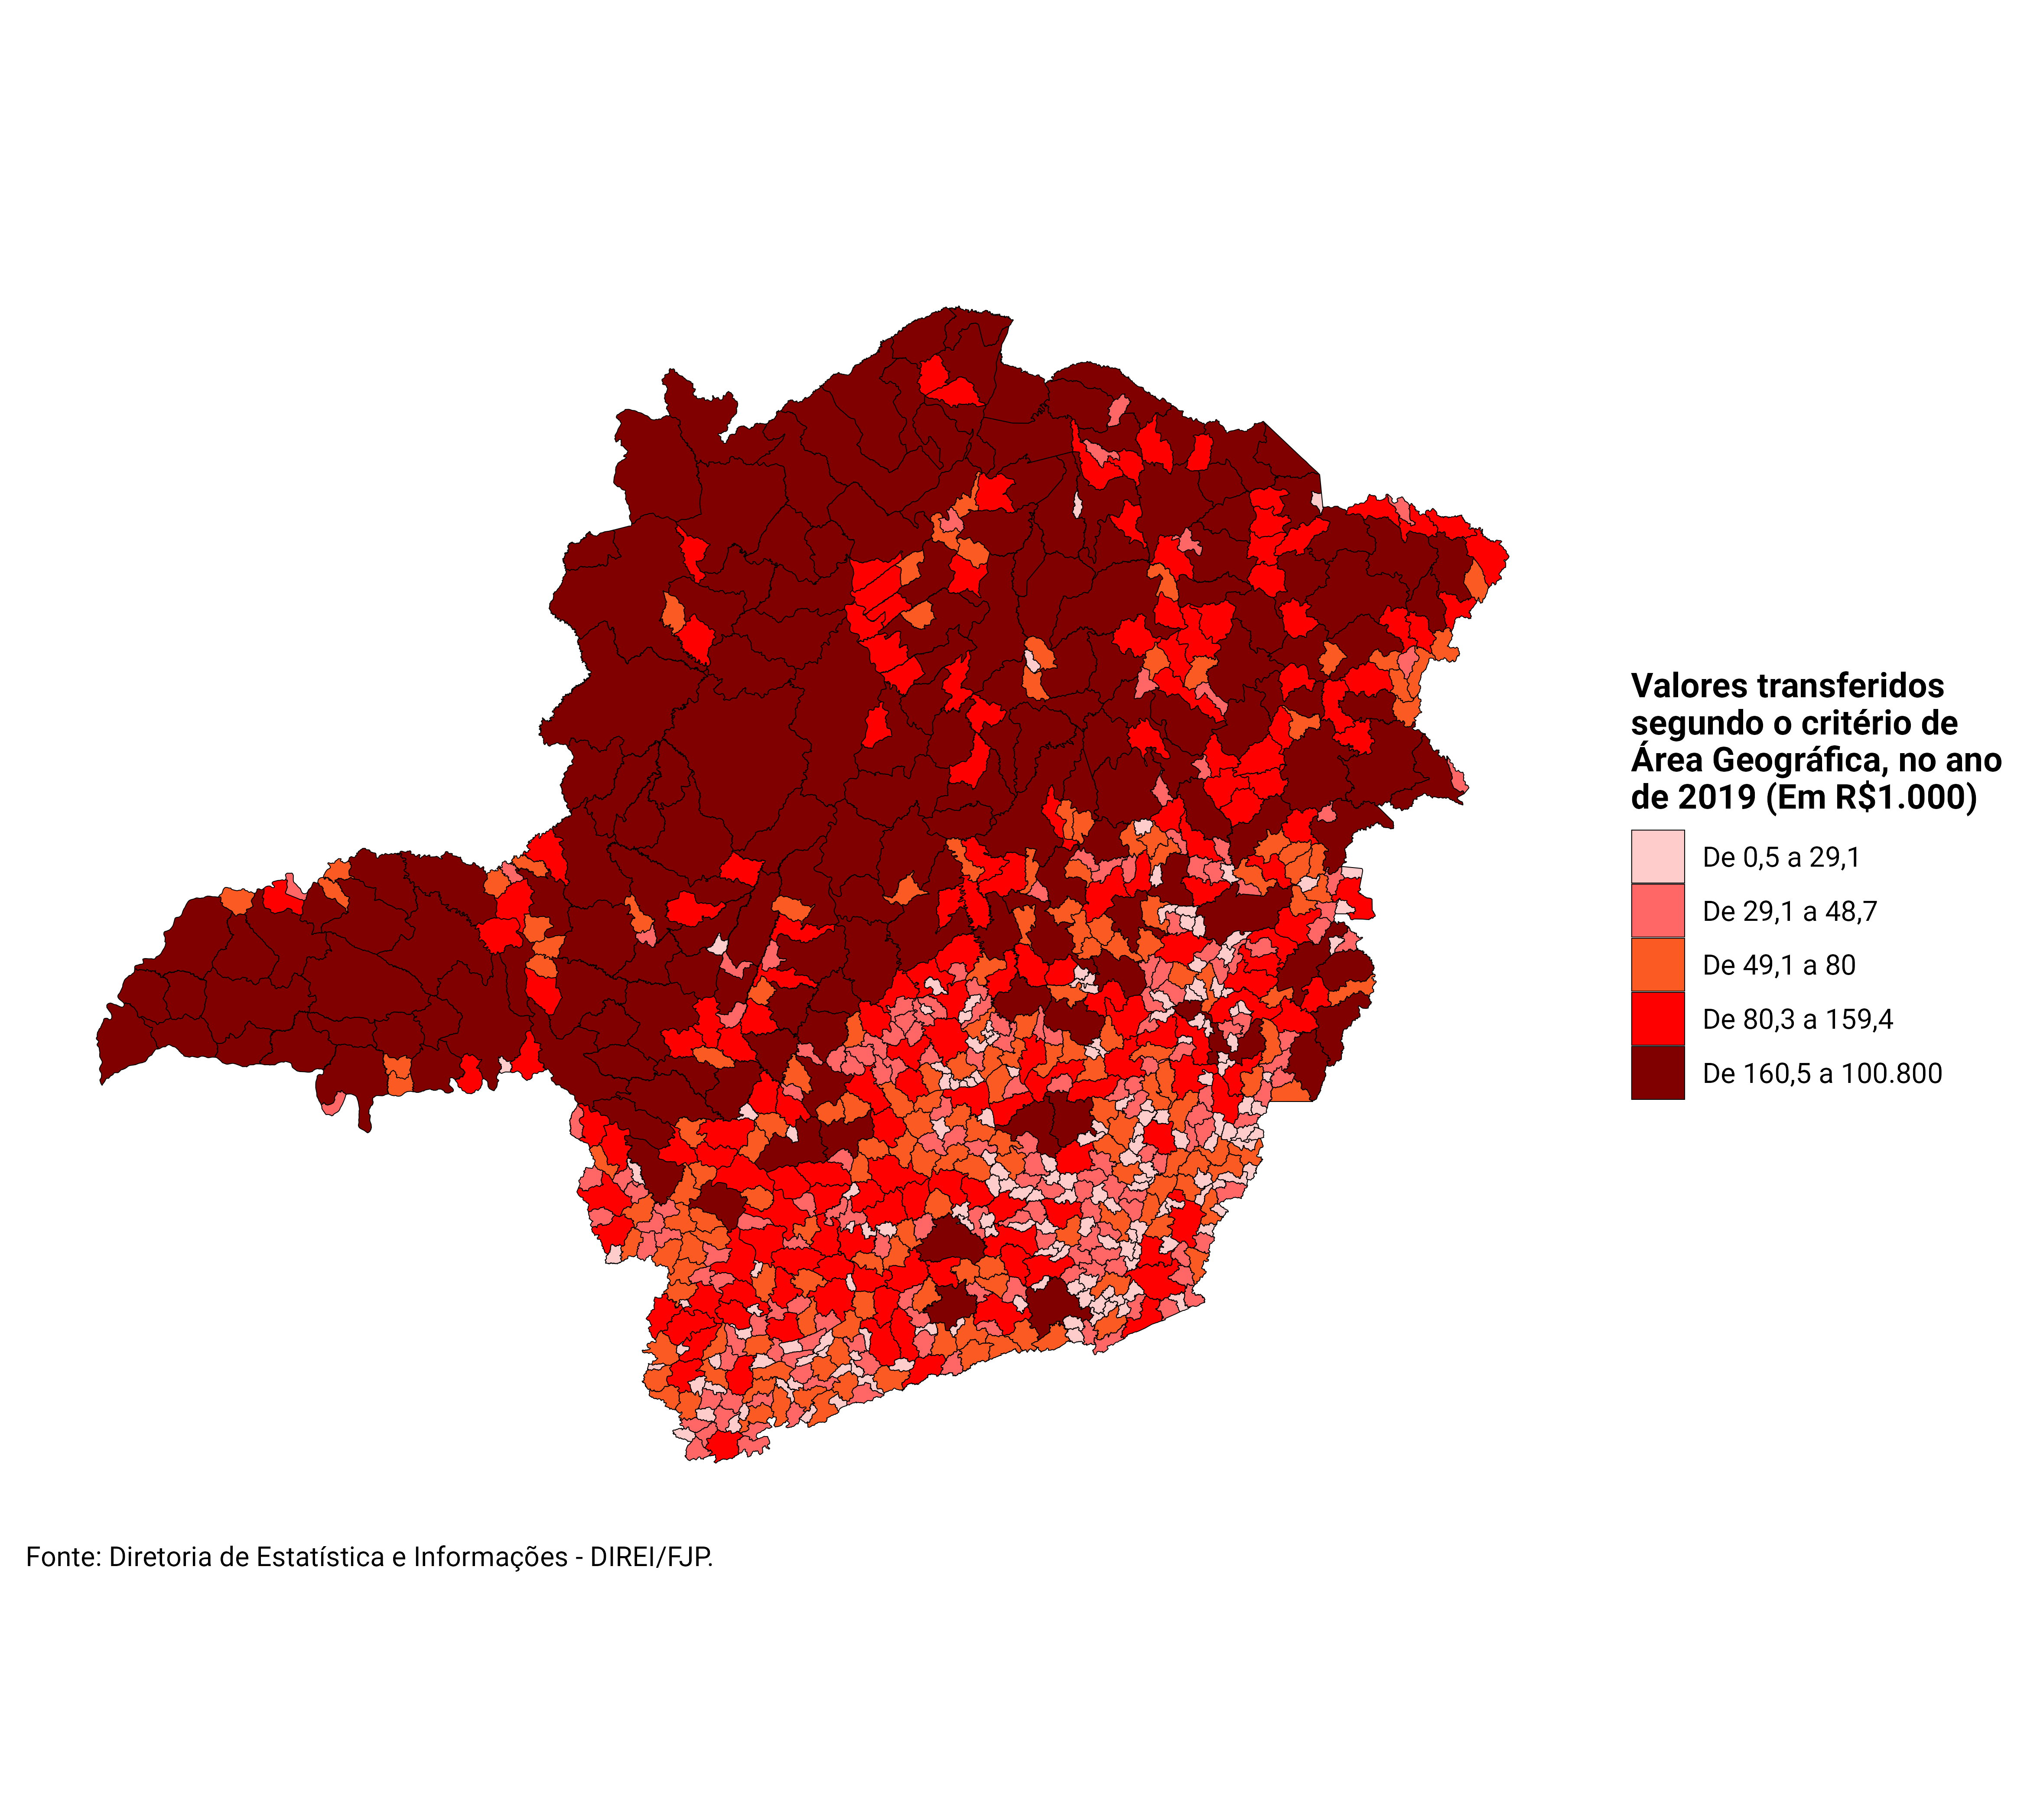 Valores transferidos
segundo o critério de
Área Geográfica, no ano
de 2019 (Em R$1.000)
De 0,5 a 29,1
De 29,1 a 48,7
De 49,1 a 80
De 80,3 a 159,4
De 160,5 a 100.800
Fonte: Diretoria de Estatística e Informações - DIREI/FJP.